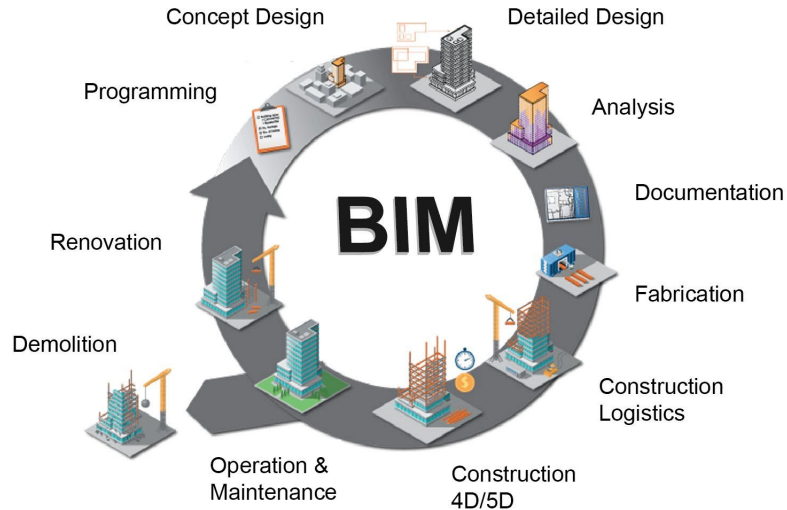 Concept Design
Detailed Design
Programming
Analysis
BIM
Documentation
Renovation
Fabrication
Demolition
Construction
Logistics
Operation &
Maintenance
Construction
4D/5D
$